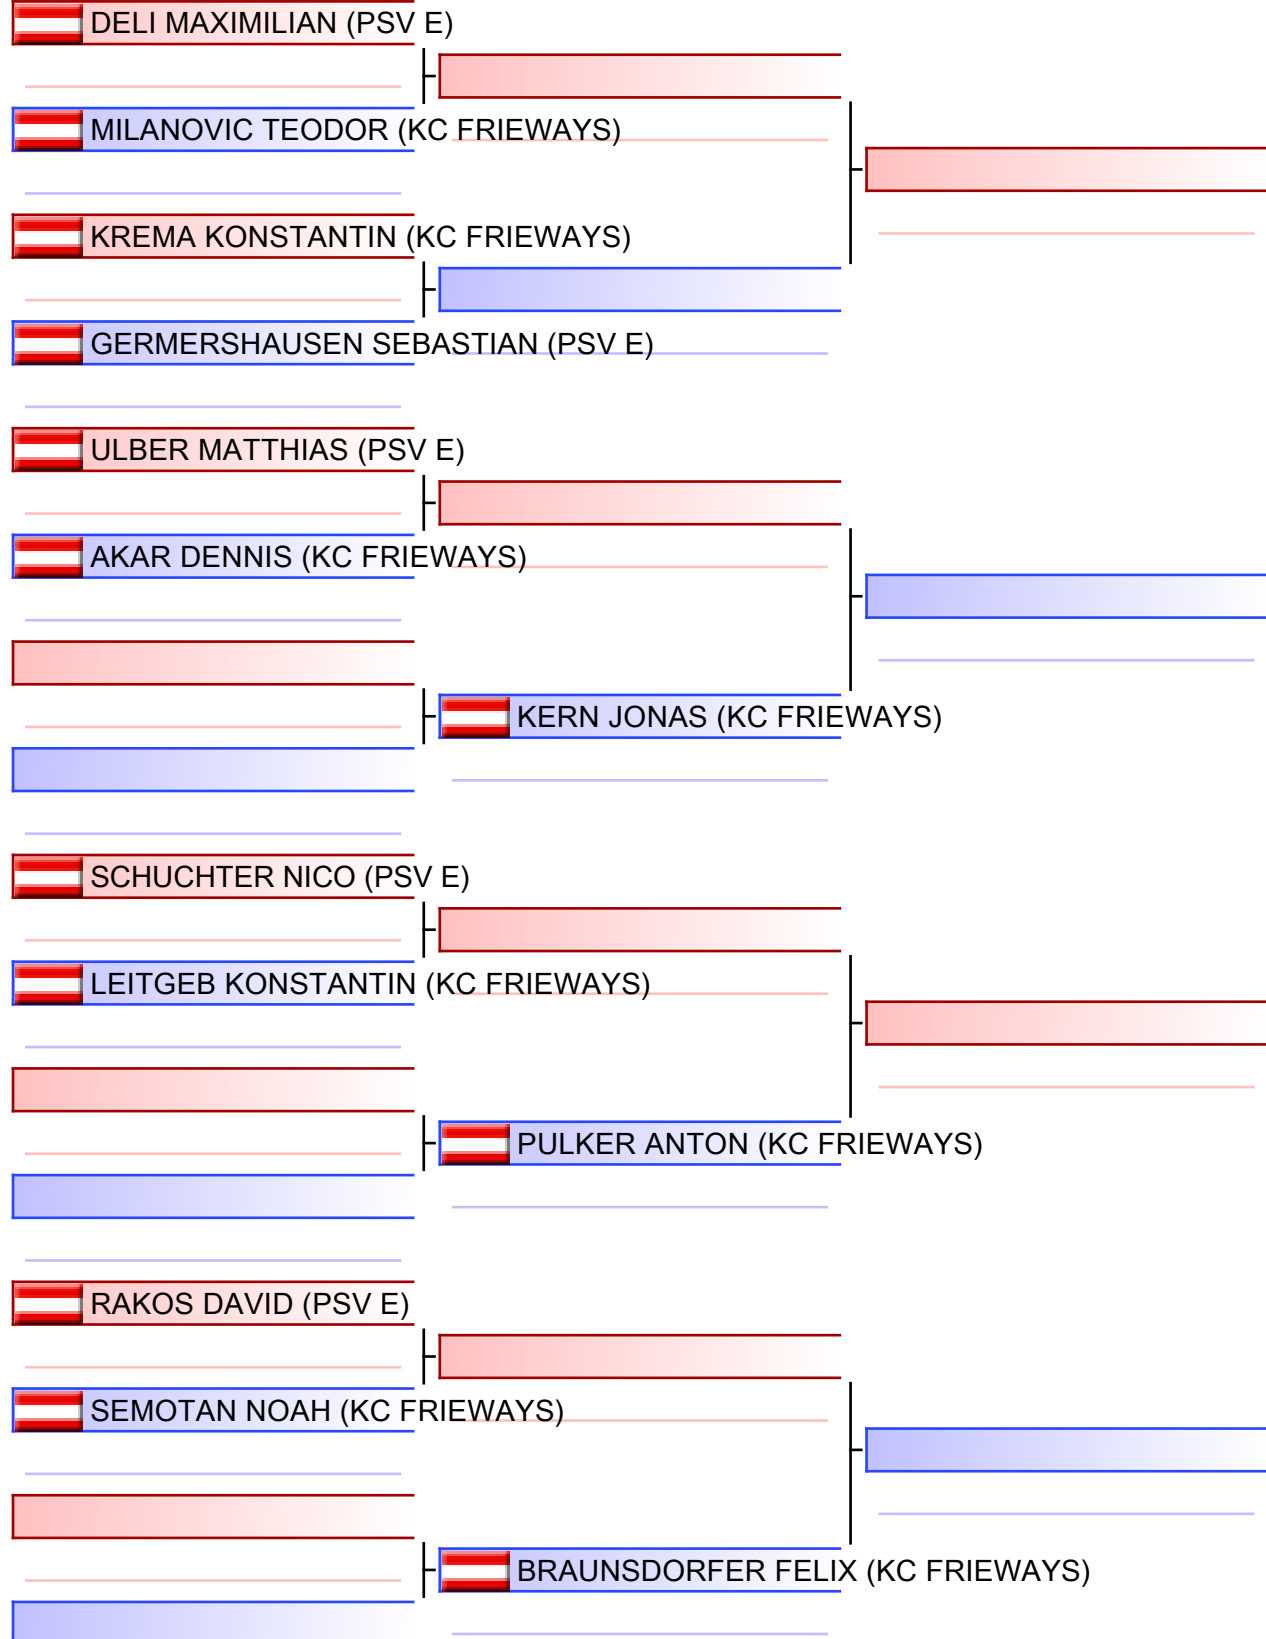 DELI MAXIMILIAN (PSV E)
MILANOVIC TEODOR (KC FRIEWAYS)
KREMA KONSTANTIN (KC FRIEWAYS)
GERMERSHAUSEN SEBASTIAN (PSV E)
ULBER MATTHIAS (PSV E)
AKAR DENNIS (KC FRIEWAYS)
KERN JONAS (KC FRIEWAYS)
SCHUCHTER NICO (PSV E)
LEITGEB KONSTANTIN (KC FRIEWAYS)
PULKER ANTON (KC FRIEWAYS)
RAKOS DAVID (PSV E)
SEMOTAN NOAH (KC FRIEWAYS)
BRAUNSDORFER FELIX (KC FRIEWAYS)